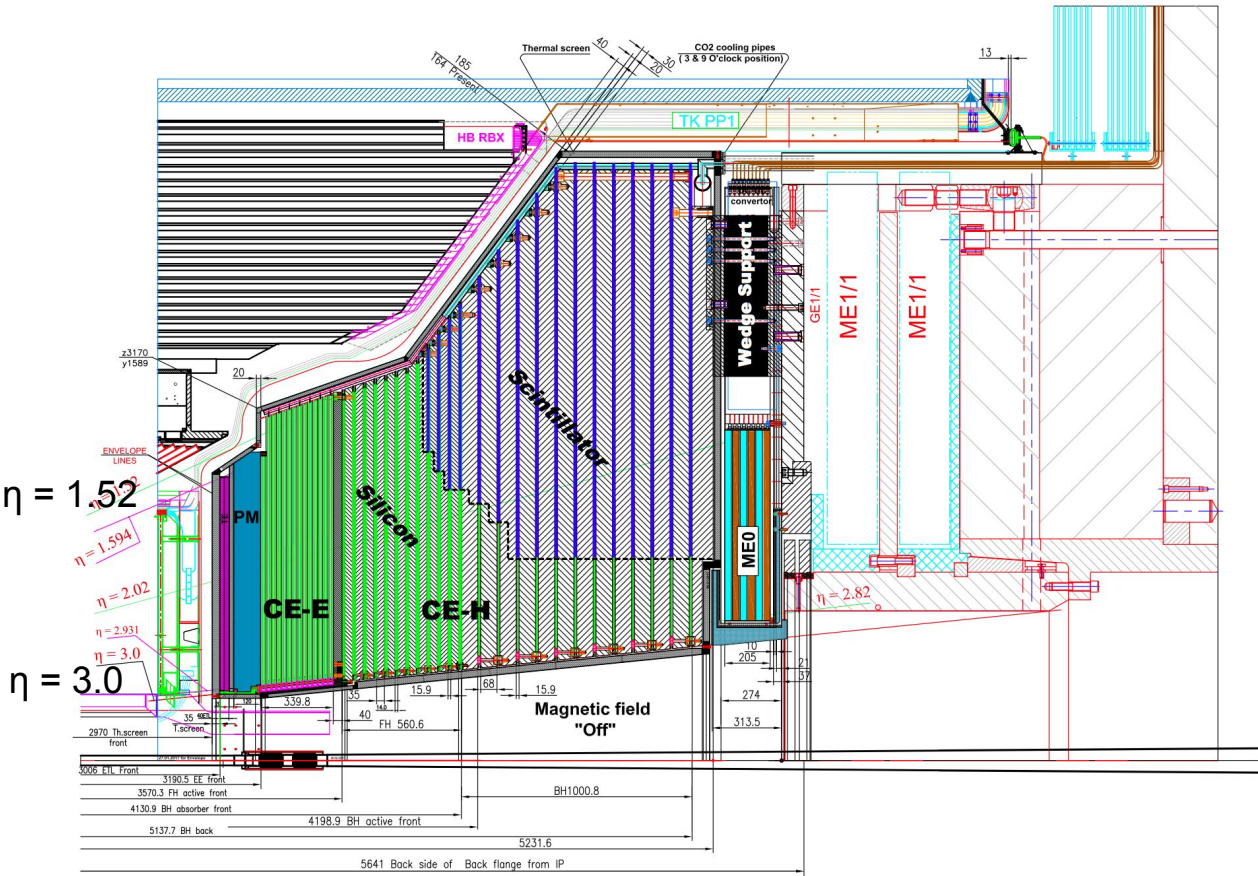 Thermal screen
40
30
20
CO2 cooling pipes
( 3 & 9 O'clock position)
13
185
164 Present
HB RBX
TK PP1
convertor
Wedge Support
GE1/1
ME1/1
ME1/1
z3170
y1589
20
Scintillator
ENVELOPE
LINES
η = 1.52
η = 1.52
PM
Silicon
η = 1.594
η = 2.02
CE-E
CE-H
ME0
η = 2.82
η = 2.931
η = 3.0
η = 3.0
10
205
21
37
35
15.9
68
15.9
14.0
339.8
40
274
Magnetic field
"Off"
35
T.screen
FH 560.6
313.5
2970 Th.screen
front
3006 ETL Front
3190.5 EE front
3570.3 FH active front
BH1000.8
4130.9 BH absorber front
4198.9 BH active front
5137.7 BH back
5231.6
5641 Back side of Back flange from IP